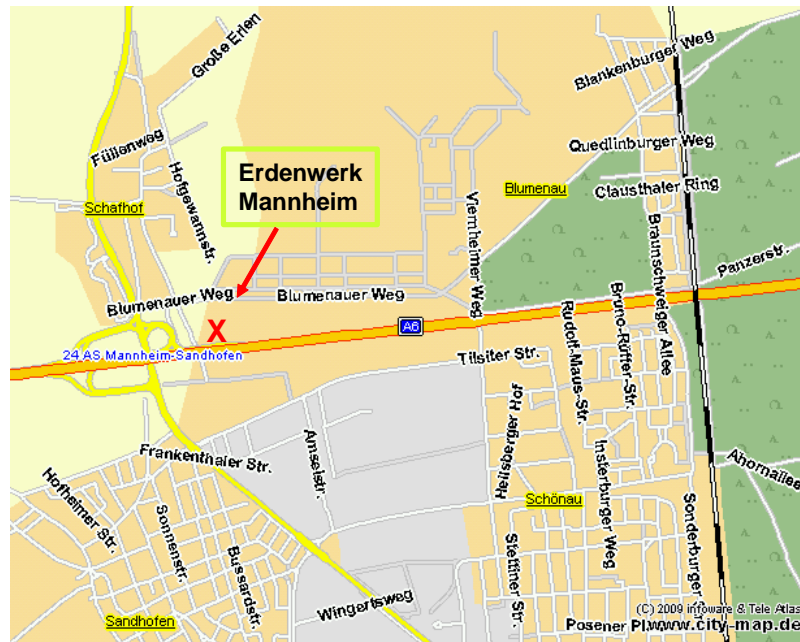 Große Erlen
Blankenburger Weg
Füllenweg
Hofgewannstr.
Schafhof
Erdenwerk
Mannheim
Quedlinburger Weg
Clausthaler Ring
Blumenau
Viernheimer Weg
Braunschweiger Allee
Panzerstr.
Blumenauer Weg
Blumenauer Weg
X
A6
24 AS Mannheim-Sandhofen
Tilsiter Str.
Rudolf-Maus-Str.
Bruno-Rüffer-Str.
Frankenthaler Str.
Amselstr.
Heilsberger Hof
Insterburger Weg
Ahornallee
Hofheimer Str.
Sonnenstr.
Bussardstr.
Schönau
Sonderburger
Stettiner Str.
Wingertsweg
Sandhofen
(C) 2009 infoware & Tele Atlas
Posener
www.city-map.de